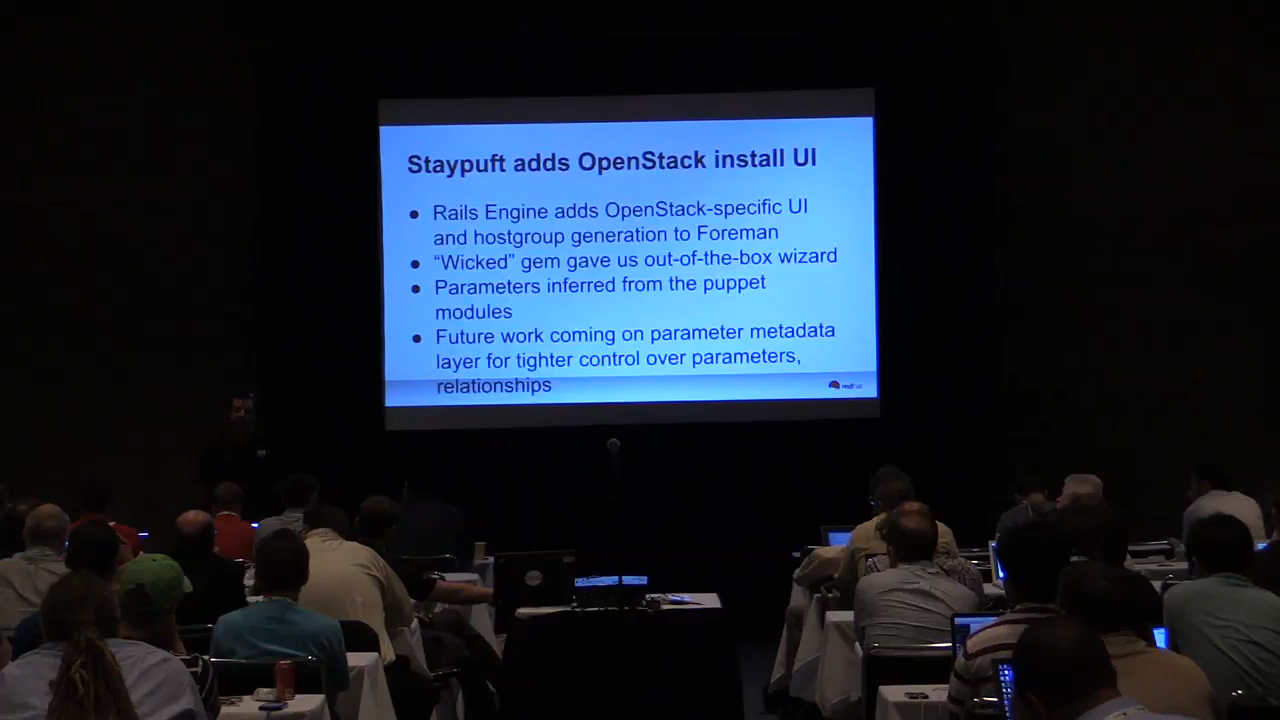 Staypuft adds OpenStack install UI
● Rails Engine adds OpenStack-specific UI
and hostgroup generation to Foreman
● “Wicked” gem gave us out-of-the-box wizard
● Parameters inferred from the puppet
modules
● Future work coming on parameter metadata
layer for tighter control over parameters,
relationships
redhat